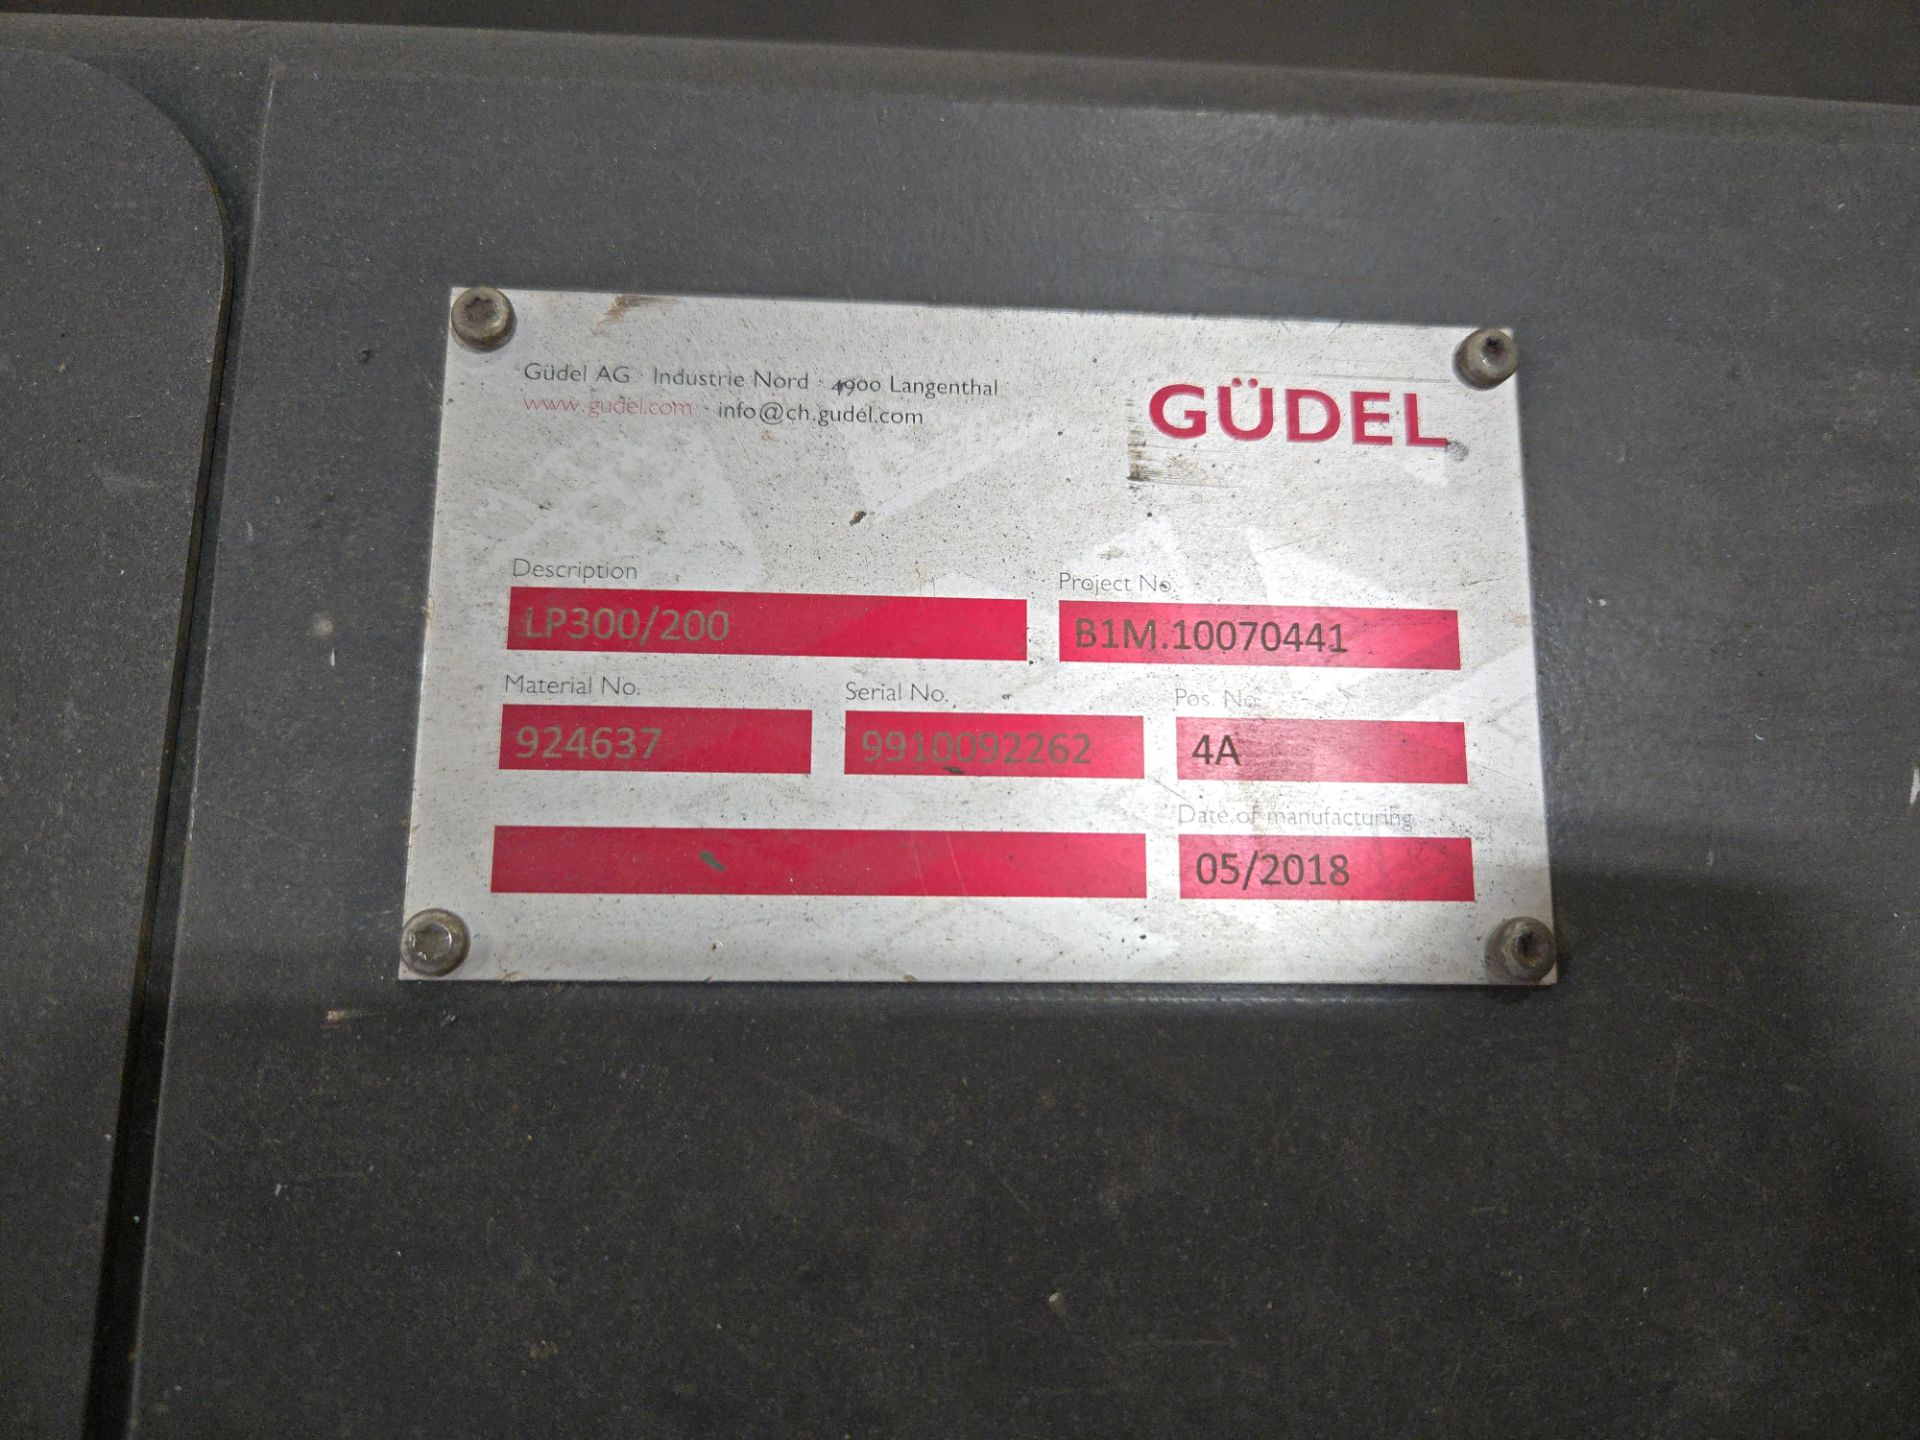 Güdel AG · Industrie Nord · 4900 Langenthal
www.gudel.com · info@ch.gudel.com
GÜDEL
Description
LP300/200
Project No.
B1M.10070441
Material No.
924637
Serial No.
9910092262
Pos. No.
4A
Date of manufacturing
05/2018